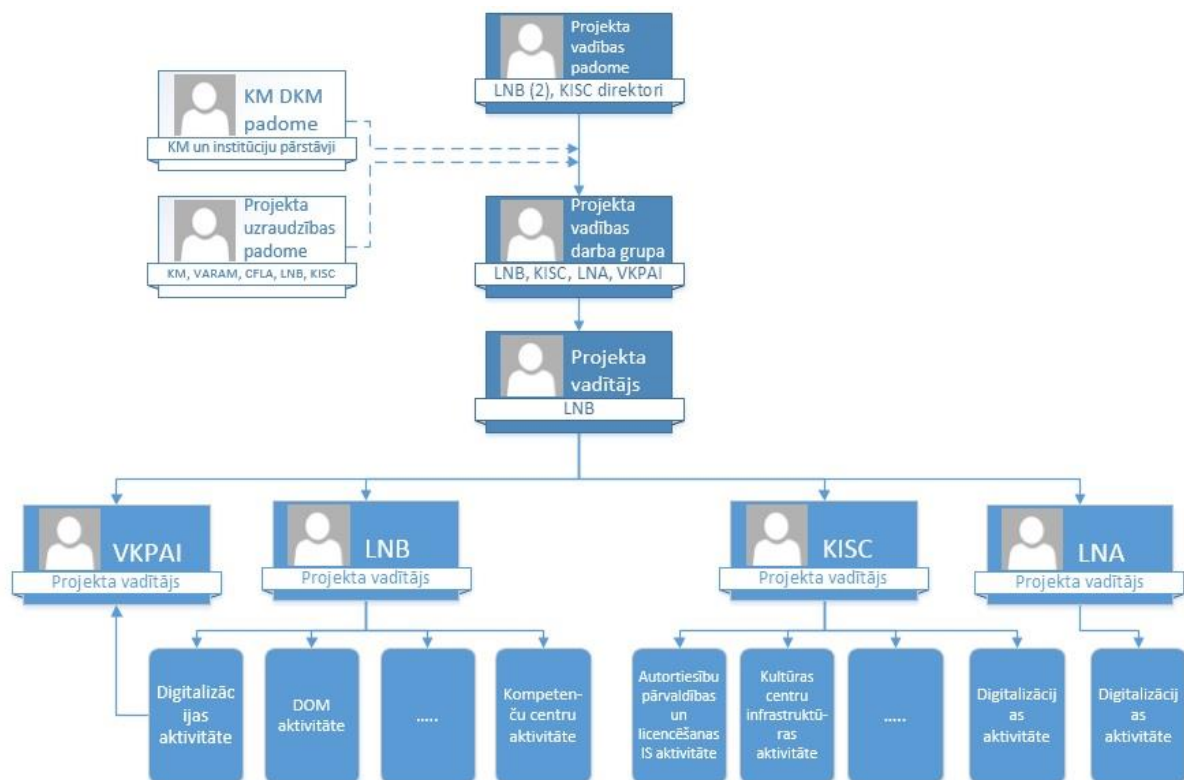 Projekta
vadības
padome
LNB (2), KISC direktori
KM DKM
padome
KM un institūciju pārstāvji
Projekta
uzraudzības
padome
KM, VARAM, CFLA, LNB, KISC
Projekta
vadības
darba grupa
LNB, KISC, LNA, VKPAI
Projekta
vadītājs
LNB
VKPAI
Projekta vadītājs
LNB
Projekta vadītājs
KISC
Projekta vadītājs
LNA
Projekta vadītājs
Digitalizāc
ijas
aktivitāte
DOM
aktivitāte
.....
Kompeten-
ču centru
aktivitāte
Autortiesību
pārvaldības
un
licencēšanas
IS aktivitāte
Kultūras
centru
infrastruktū-
ras
aktivitāte
.....
Digitalizācij
as
aktivitāte
Digitalizācij
as
aktivitāte